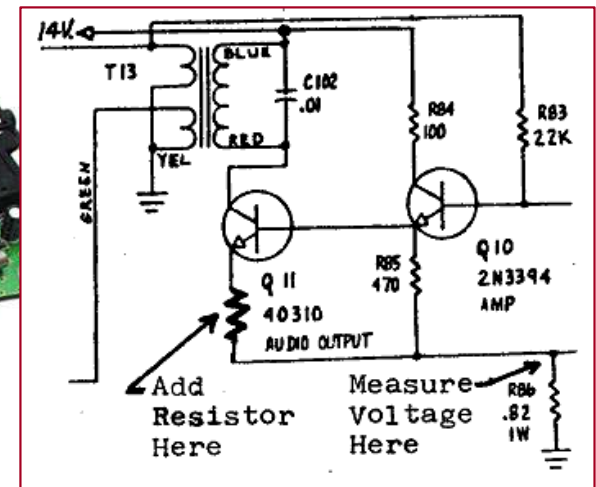 14V.
T13
BLUE
C102
.01
R84
100
R83
22K
RED
YEL
GREEN
Q10
2N3394
AMP
R85
470
Q11
40310
AUDIO OUTPUT
Add
Resistor
Here
Measure
Voltage
Here
R86
.82
1W